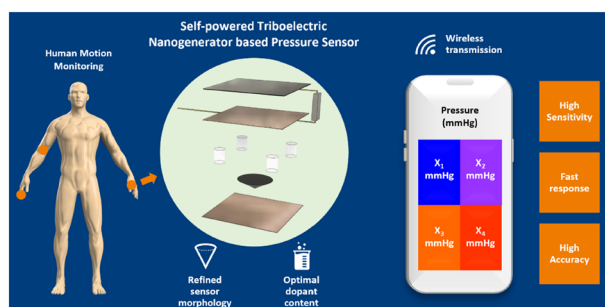 Self-powered Triboelectric
Nanogenerator based Pressure Sensor
Human Motion
Monitoring
Refined
sensor
morphology
Optimal
dopant
content
Wireless
transmission
Pressure
(mmHg)
X₁
mmHg
X₂
mmHg
X₃
mmHg
X₄
mmHg
High
Sensitivity
Fast
response
High
Accuracy